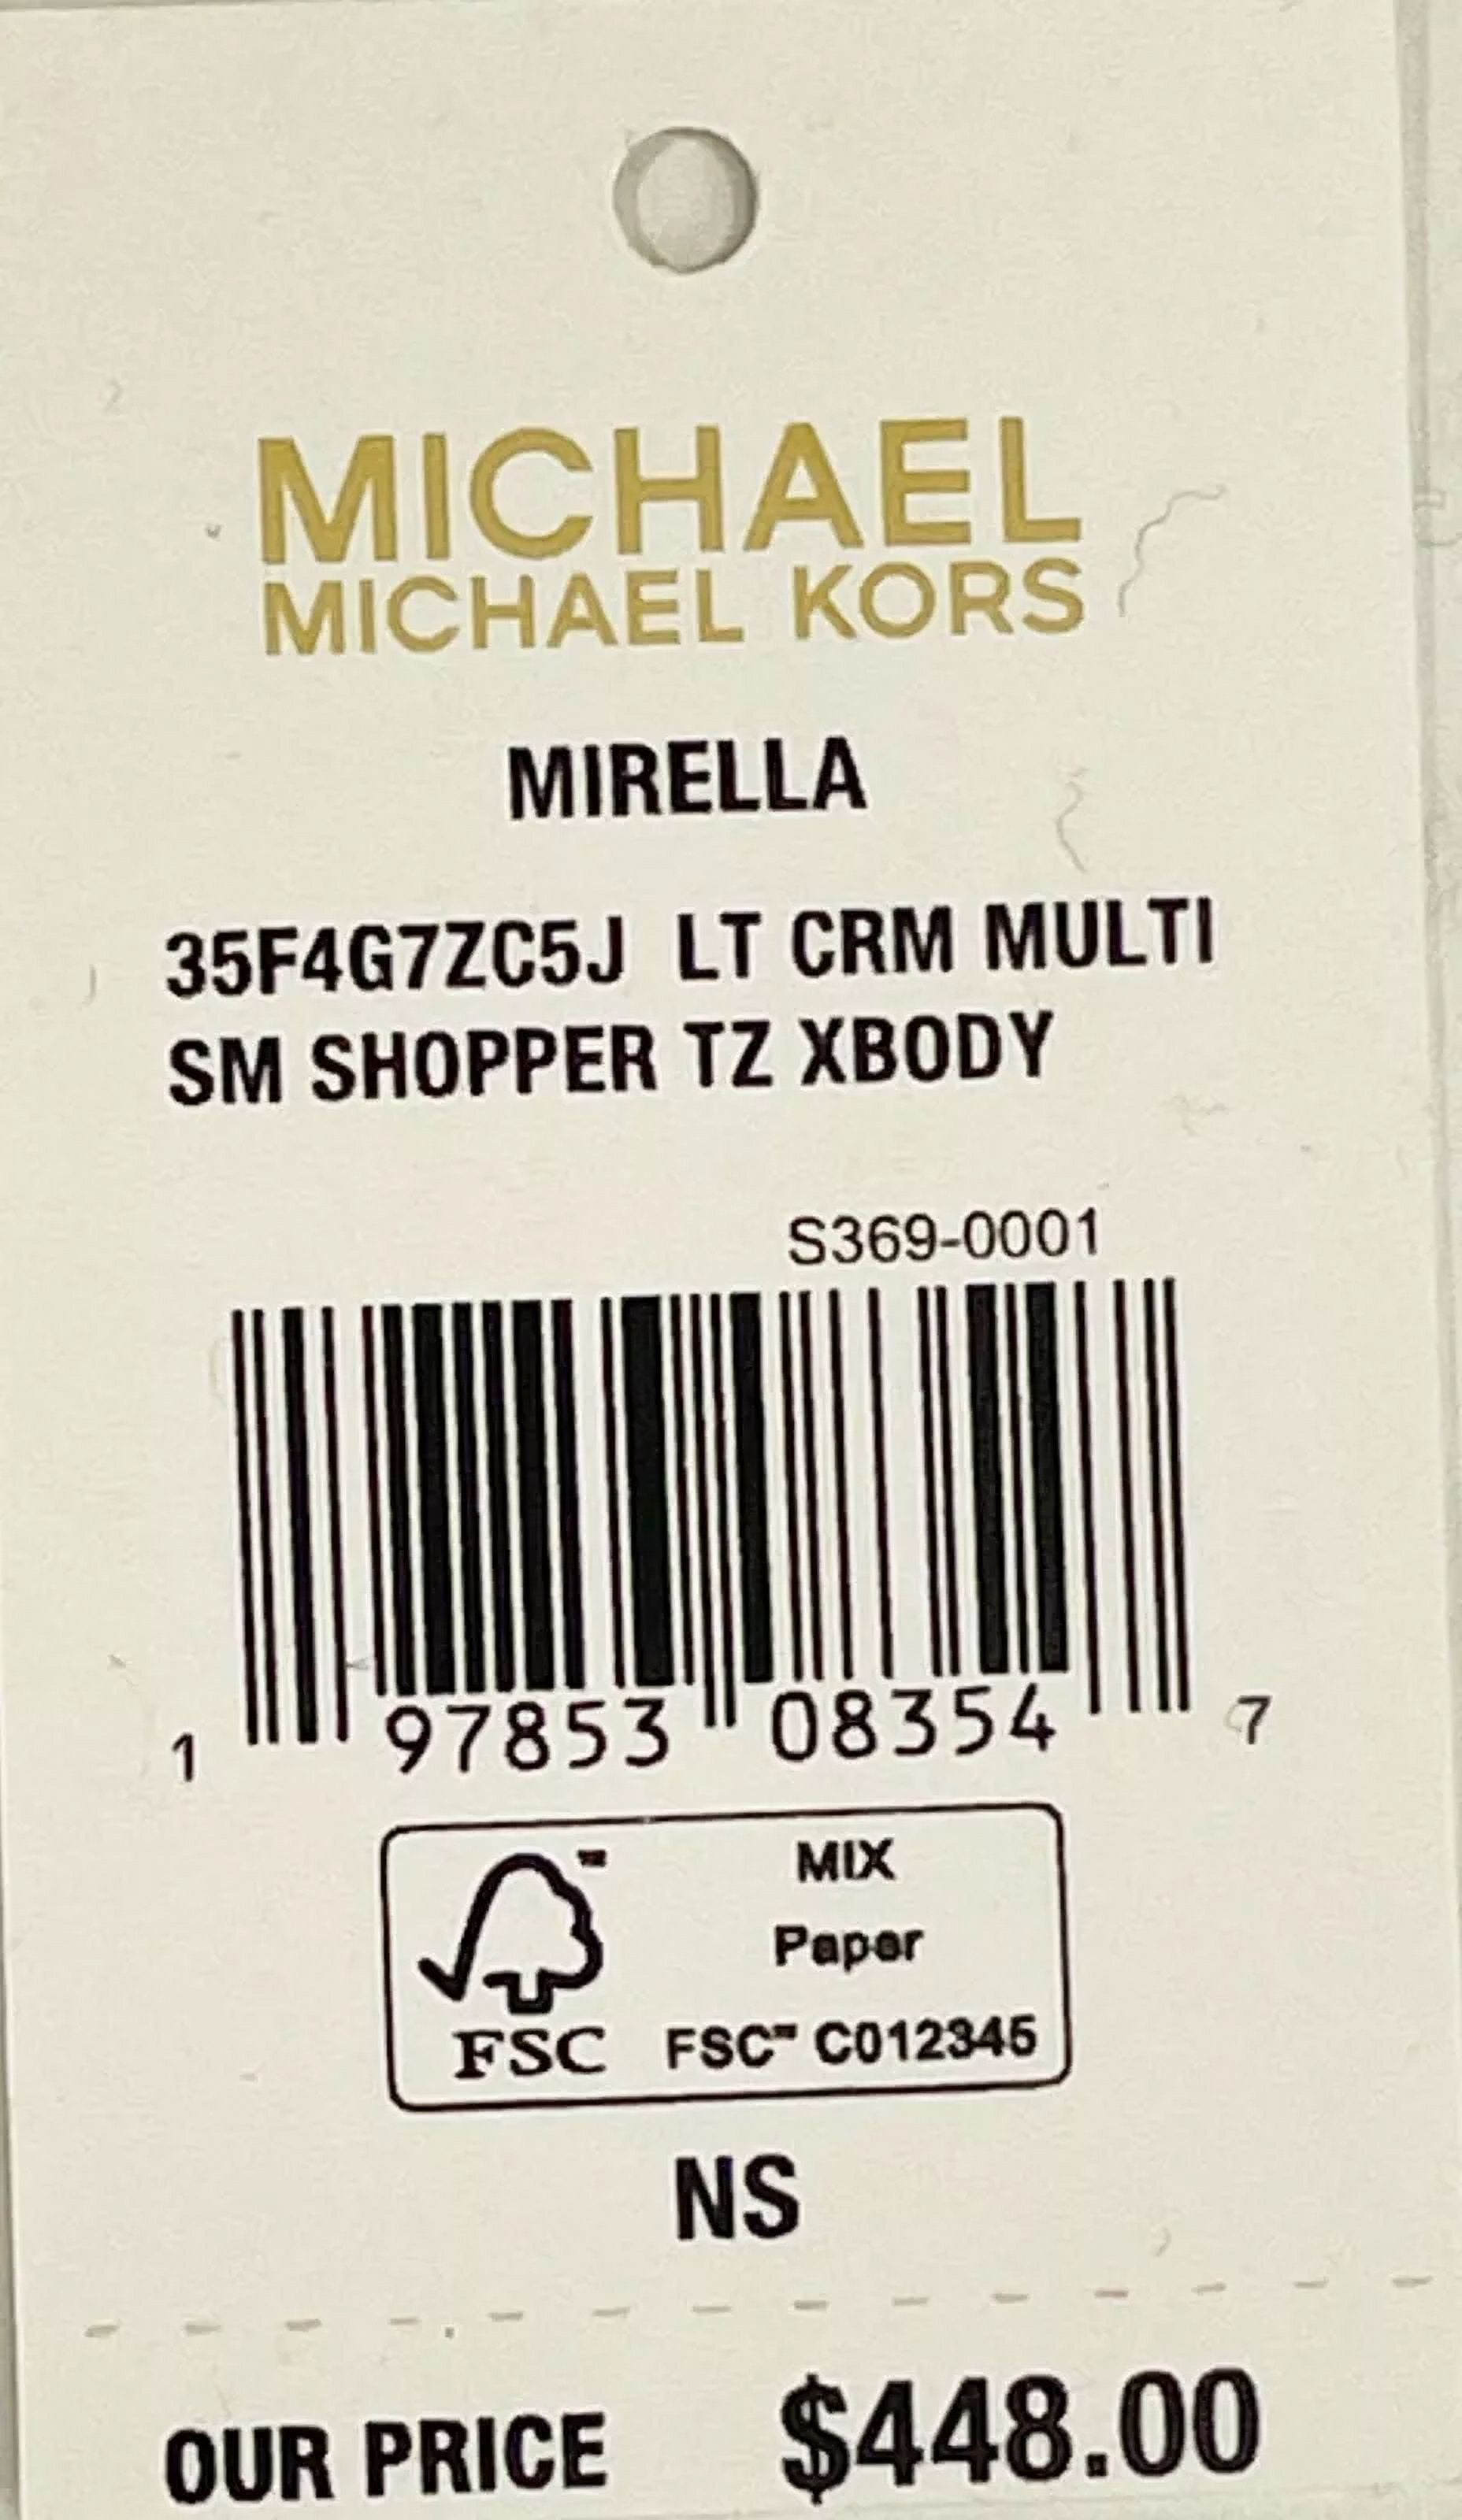 MICHAEL
MICHAEL KORS
MIRELLA
35F4G7ZC5J LT CRM MULTI
SM SHOPPER TZ XBODY
S369-0001
1 97853 08354 7
MIX
Paper
FSC™ C012345
FSC
NS
OUR PRICE $448.00